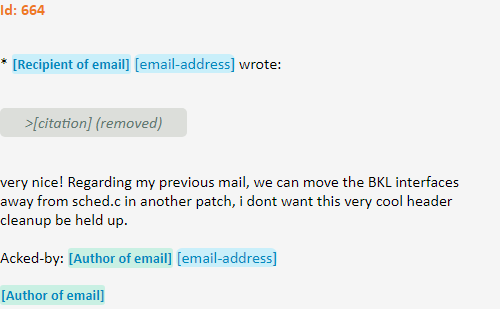 Id: 664
* [Recipient of email] [email-address] wrote:
>[citation] (removed)
very nice! Regarding my previous mail, we can move the BKL interfaces
away from sched.c in another patch, i dont want this very cool header
cleanup be held up.
Acked-by: [Author of email] [email-address]
[Author of email]